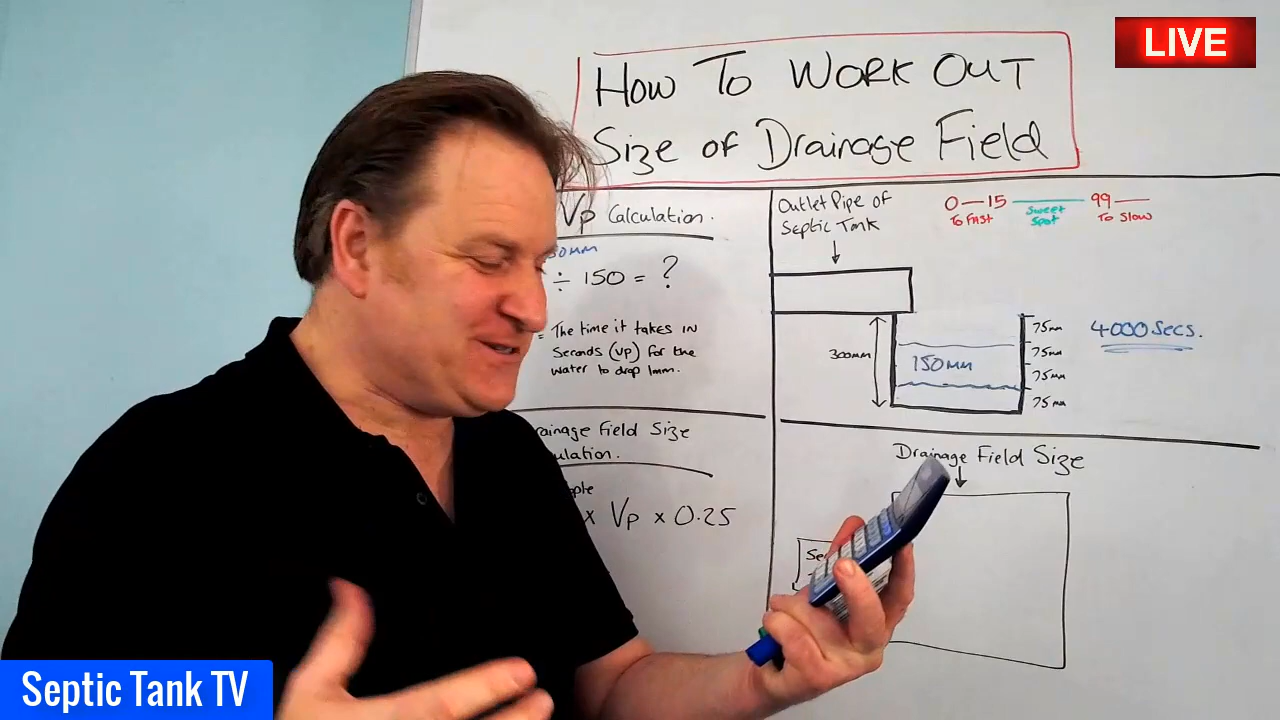 LIVE
How To WORK OUT
Size of Drainage Field
Vp Calculation.
÷ 150 = ?
= The time it takes in
Seconds (Vp) for the
water to drop 1mm.
rainage Field Size
ulation.
x Vp x 0.25
Outlet Pipe of
Septic Tank
0—15 99—
To Fast Sweet Spot To Slow
75mm
75mm
75mm
75mm
300mm
150mm
4000 Secs.
Drainage Field Size
Septic Tank TV